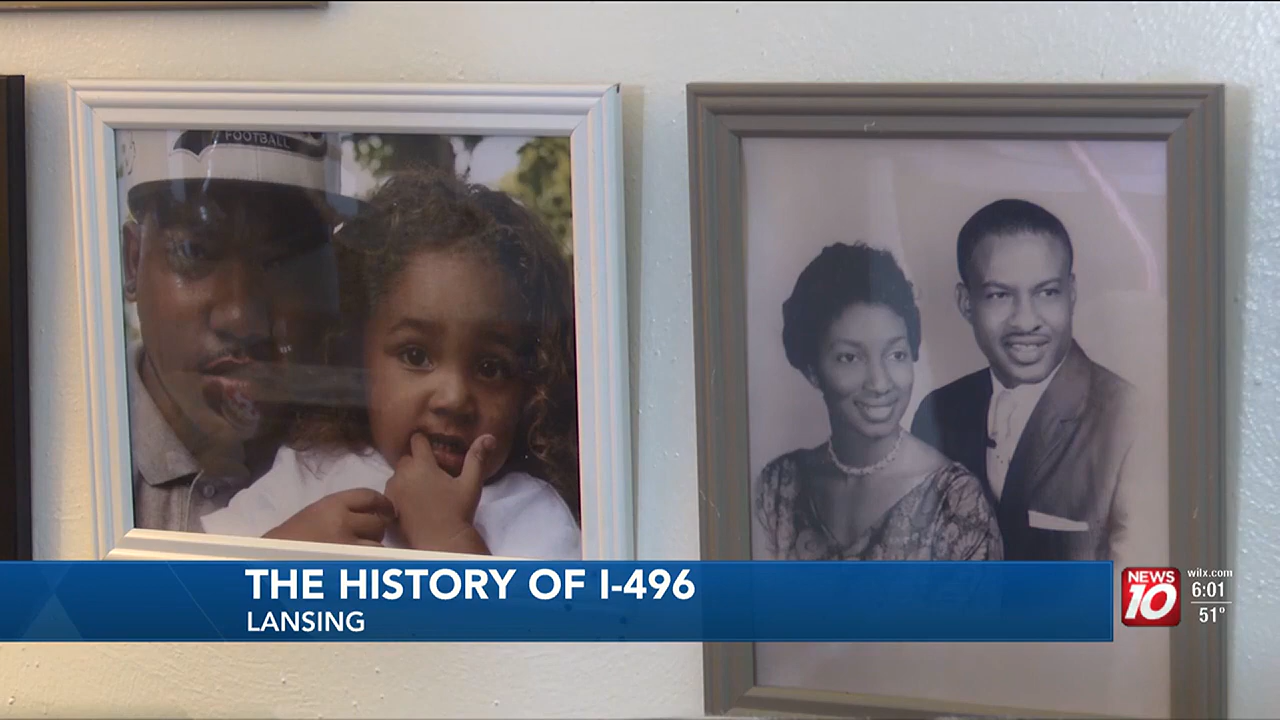 FOOTBALL
THE HISTORY OF I-496
LANSING
NEWS
10
wilx.com
6:01
51°